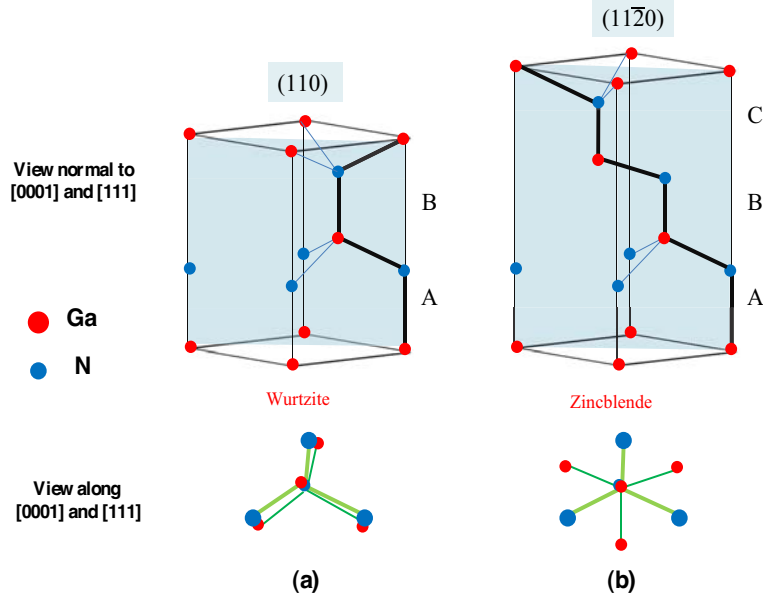 (110)
(11\overline{2}0)
View normal to
[0001] and [111]
B
A
C
B
A
Ga
N
Wurtzite
Zincblende
View along
[0001] and [111]
(a)
(b)